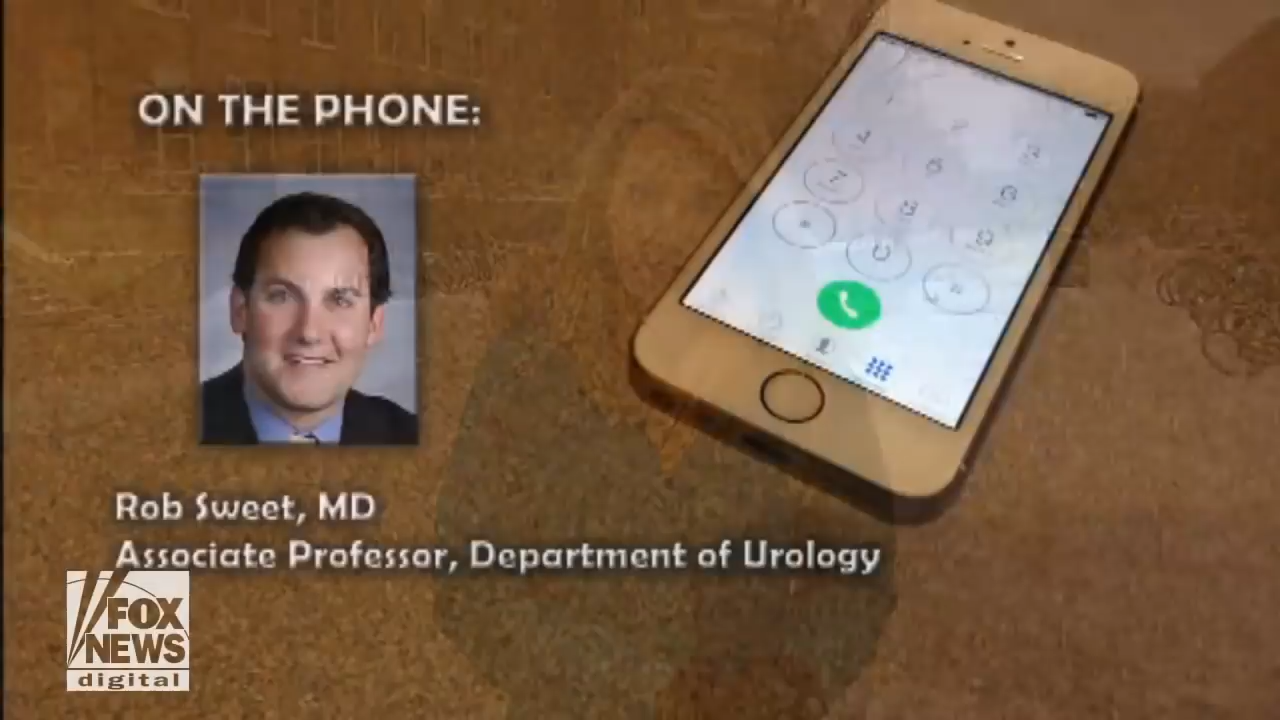 ON THE PHONE:
Rob Sweet, MD
Associate Professor, Department of Urology
FOX
NEWS
digital